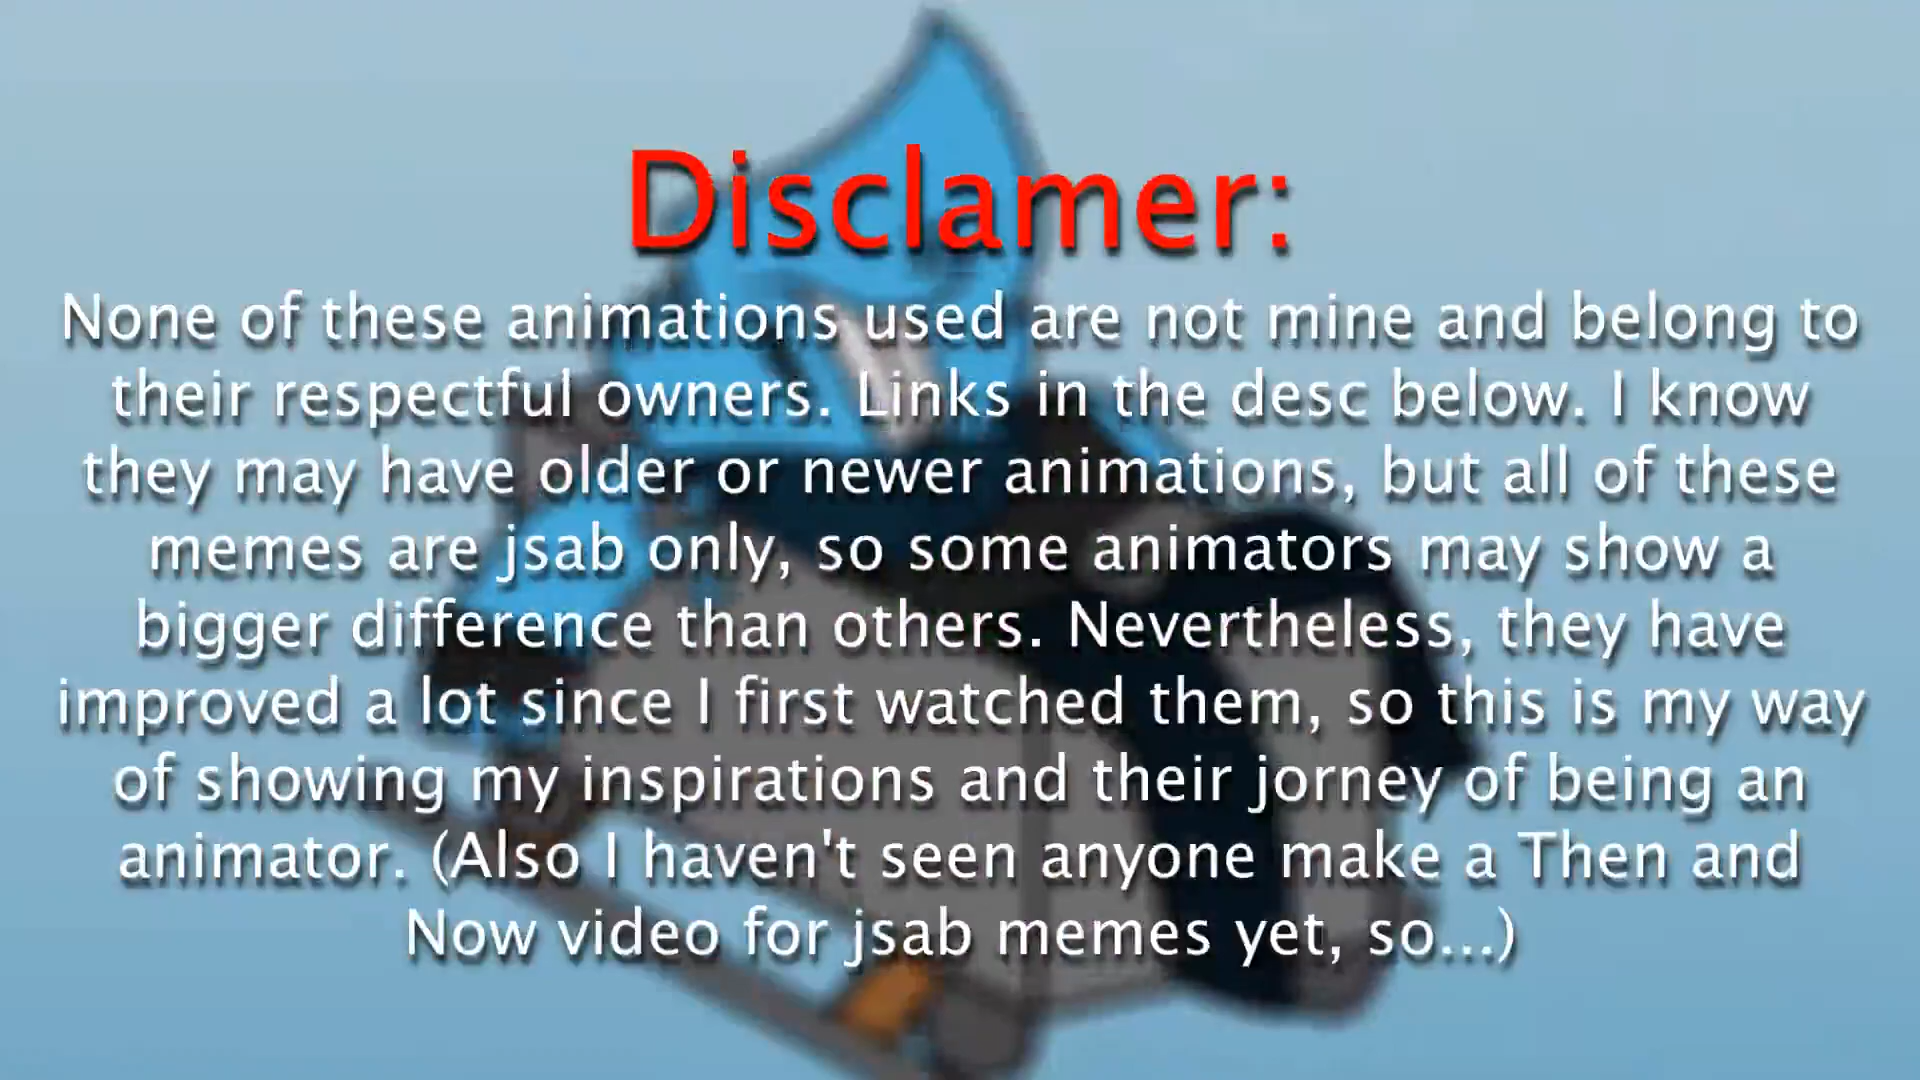 Disclamer:
None of these animations used are not mine and belong to
their respectful owners. Links in the desc below. I know
they may have older or newer animations, but all of these
memes are jsab only, so some animators may show a
bigger difference than others. Nevertheless, they have
improved a lot since I first watched them, so this is my way
of showing my inspirations and their jorney of being an
animator. (Also I haven't seen anyone make a Then and
Now video for jsab memes yet, so...)